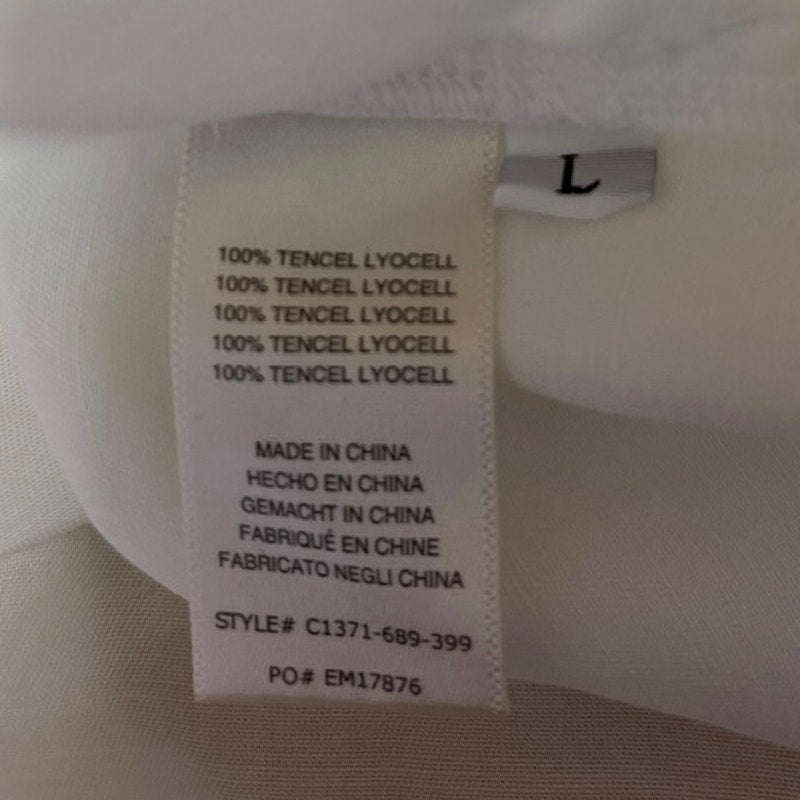 L
100% TENCEL LYOCELL
100% TENCEL LYOCELL
100% TENCEL LYOCELL
100% TENCEL LYOCELL
100% TENCEL LYOCELL
MADE IN CHINA
HECHO EN CHINA
GEMACHT IN CHINA
FABRIQUÉ EN CHINE
FABRICATO NEGLI CHINA
STYLE# C1371-689-399
PO# EM17876